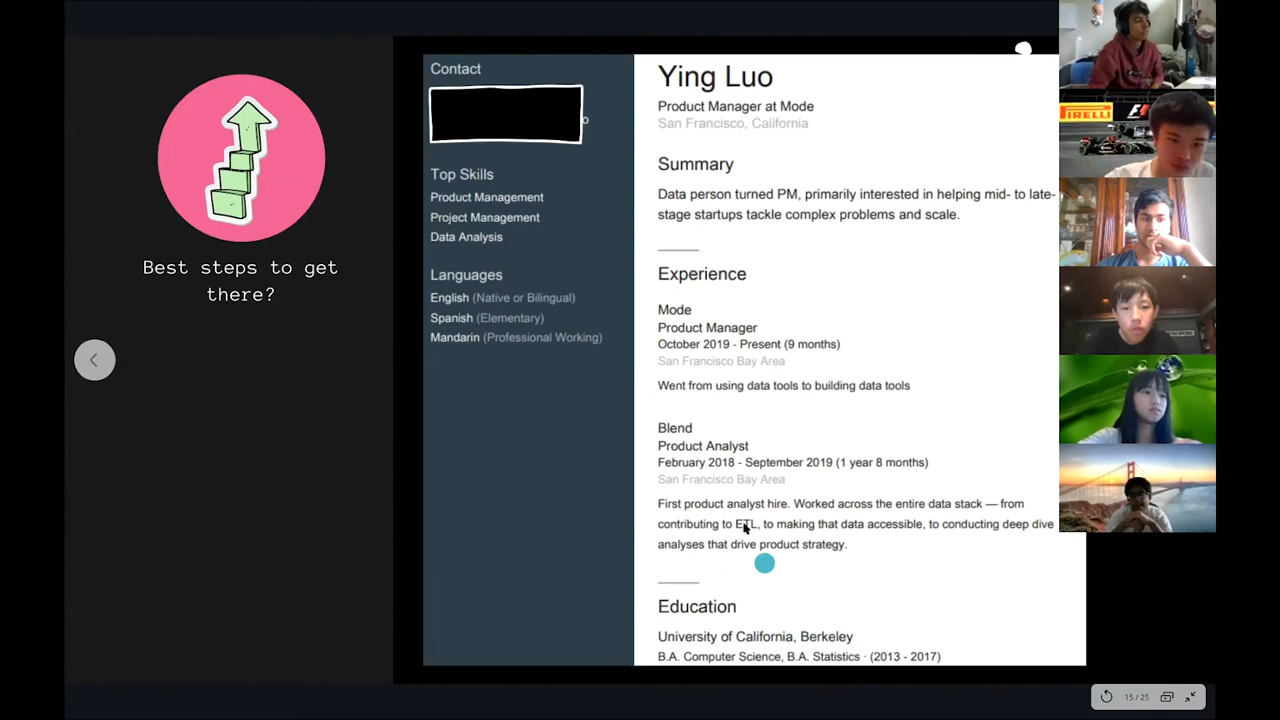 Best steps to get
there?
Contact
Top Skills
Product Management
Project Management
Data Analysis
Languages
English (Native or Bilingual)
Spanish (Elementary)
Mandarin (Professional Working)
Ying Luo
Product Manager at Mode
San Francisco, California
Summary
Data person turned PM, primarily interested in helping mid- to late-
stage startups tackle complex problems and scale.
Experience
Mode
Product Manager
October 2019 - Present (9 months)
San Francisco Bay Area
Went from using data tools to building data tools
Blend
Product Analyst
February 2018 - September 2019 (1 year 8 months)
San Francisco Bay Area
First product analyst hire. Worked across the entire data stack — from
contributing to ETL, to making that data accessible, to conducting deep dive
analyses that drive product strategy.
Education
University of California, Berkeley
B.A. Computer Science, B.A. Statistics · (2013 - 2017)
PIRELLI
15 / 25